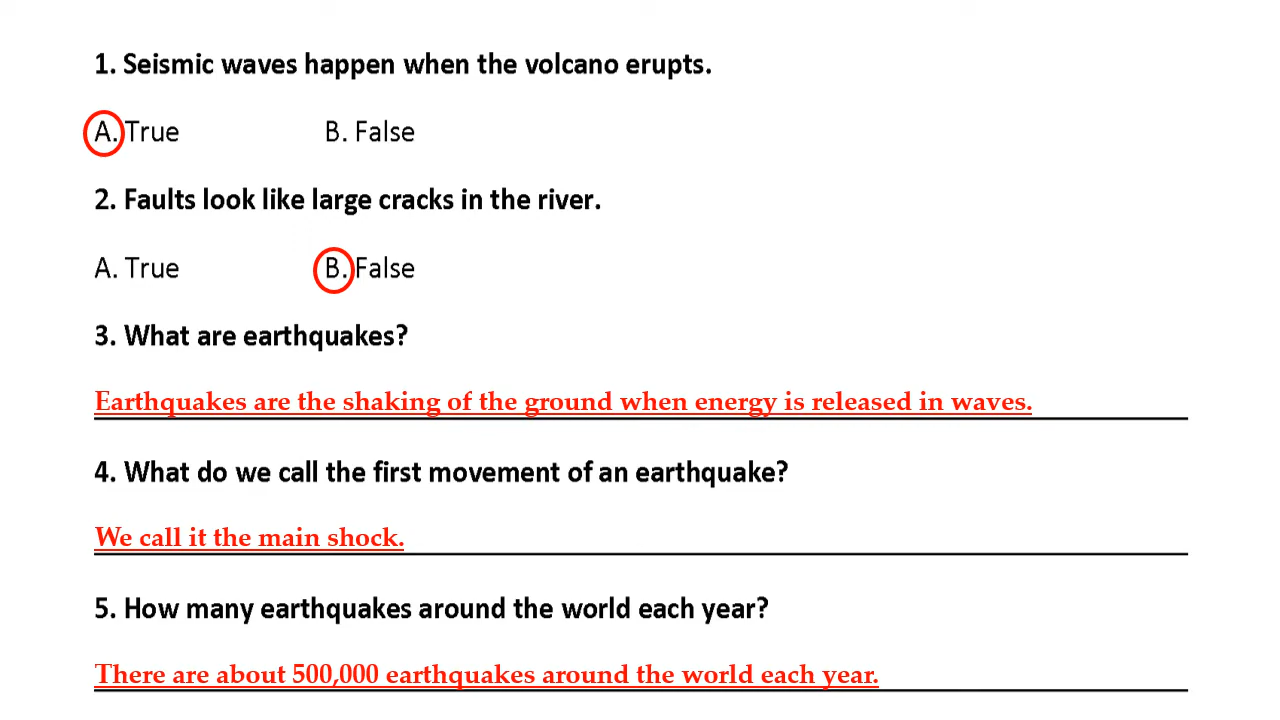 1. Seismic waves happen when the volcano erupts.
A. True B. False
2. Faults look like large cracks in the river.
A. True B. False
3. What are earthquakes?
Earthquakes are the shaking of the ground when energy is released in waves.
4. What do we call the first movement of an earthquake?
We call it the main shock.
5. How many earthquakes around the world each year?
There are about 500,000 earthquakes around the world each year.